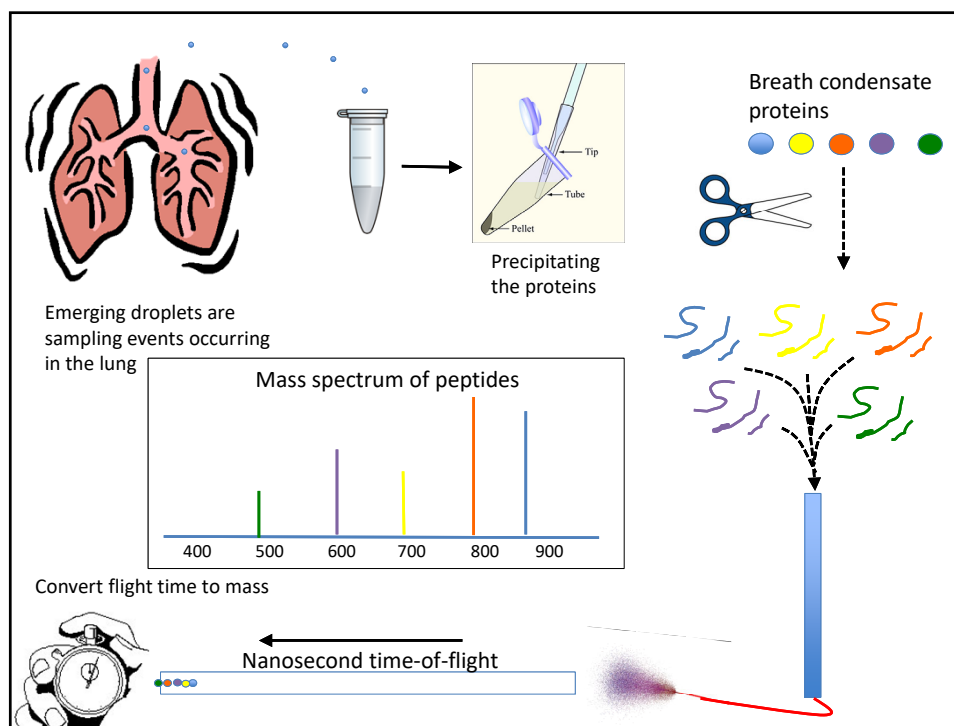 Breath condensate
proteins
Tip
Tube
Pellet
Precipitating
the proteins
Emerging droplets are
sampling events occurring
in the lung
Mass spectrum of peptides
400 500 600 700 800 900
Convert flight time to mass
Nanosecond time-of-flight